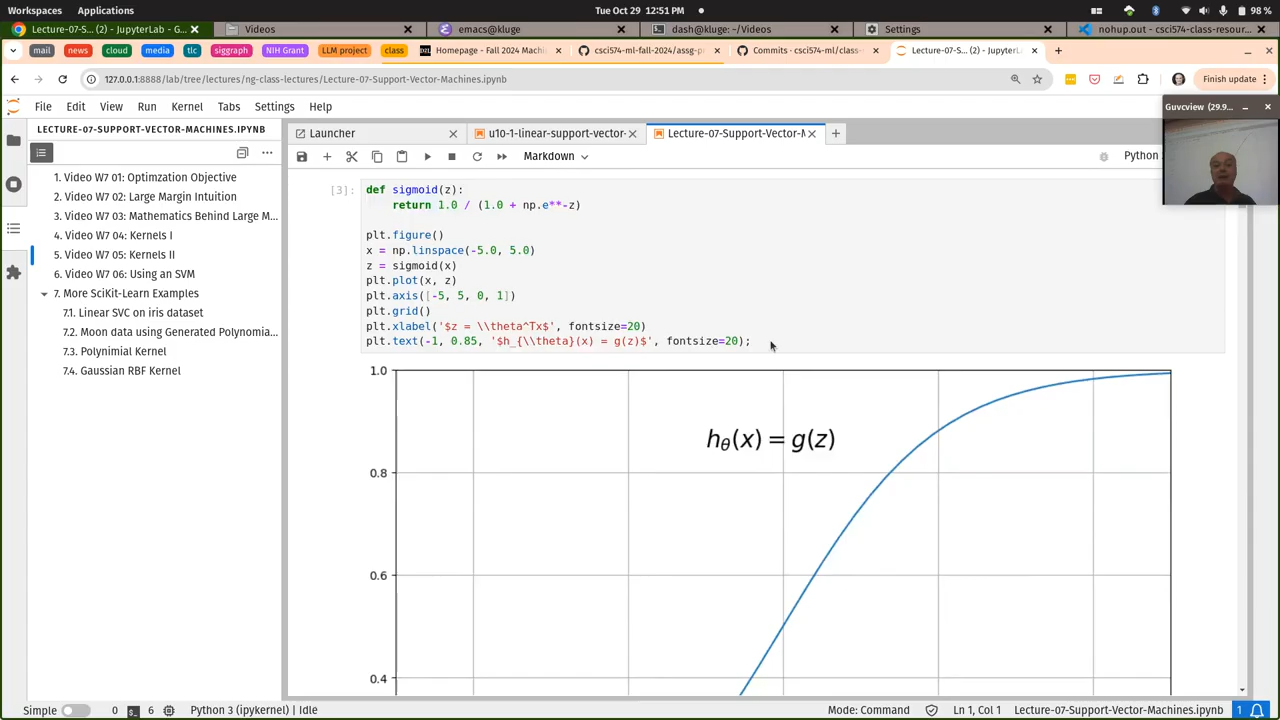 Workspaces Applications Tue Oct 29 12:51 PM 98 %
Lecture-07-S... (2) - JupyterLab - G... Videos emacs@kluge dash@kluge: ~/Videos Settings nohup.out - csci574-class-resour...
mail news cloud media tlc siggraph NIH Grant LLM project class Homepage - Fall 2024 Machin csci574-ml-fall-2024/assg-p Commits · csci574-ml/class- Lecture-07-S... (2) - JupyterL
127.0.0.1:8888/lab/tree/lectures/ng-class-lectures/Lecture-07-Support-Vector-Machines.ipynb Finish update
File Edit View Run Kernel Tabs Settings Help
Guvcview (29.9...
LECTURE-07-SUPPORT-VECTOR-MACHINES.IPYNB
Launcher u10-1-linear-support-vector- Lecture-07-Support-Vector-M
Markdown Python
1. Video W7 01: Optimzation Objective
2. Video W7 02: Large Margin Intuition
3. Video W7 03: Mathematics Behind Large M...
4. Video W7 04: Kernels I
5. Video W7 05: Kernels II
6. Video W7 06: Using an SVM
7. More SciKit-Learn Examples
7.1. Linear SVC on iris dataset
7.2. Moon data using Generated Polynomia...
7.3. Polynimial Kernel
7.4. Gaussian RBF Kernel
[3]: def sigmoid(z):
return 1.0 / (1.0 + np.e**-z)
plt.figure()
x = np.linspace(-5.0, 5.0)
z = sigmoid(x)
plt.plot(x, z)
plt.axis([-5, 5, 0, 1])
plt.grid()
plt.xlabel('$z = \\theta^Tx$', fontsize=20)
plt.text(-1, 0.85, '$h_{\\theta}(x) = g(z)$', fontsize=20);
1.0
hθ(x) = g(z)
0.8
0.6
0.4
Simple 0 6 Python 3 (ipykernel) | Idle Mode: Command Ln 1, Col 1 Lecture-07-Support-Vector-Machines.ipynb 1